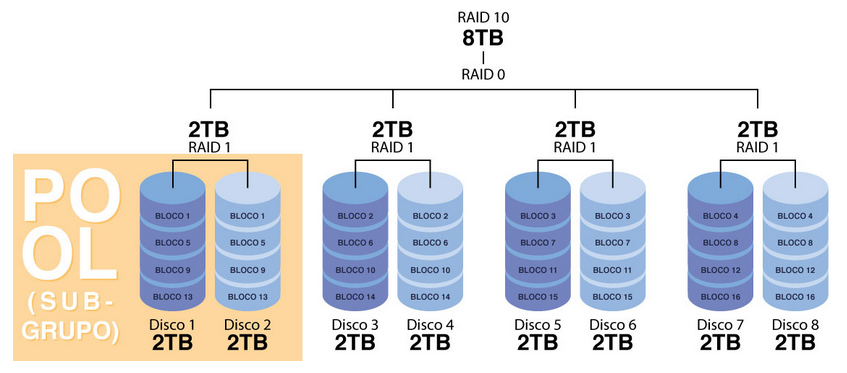 RAID 10
8TB
RAID 0
2TB
RAID 1
2TB
RAID 1
2TB
RAID 1
2TB
RAID 1
PO
OL
(SUB-
GRUPO)
BLOCO 1
BLOCO 5
BLOCO 9
BLOCO 13
Disco 1
2TB
BLOCO 1
BLOCO 5
BLOCO 9
BLOCO 13
Disco 2
2TB
BLOCO 2
BLOCO 6
BLOCO 10
BLOCO 14
Disco 3
2TB
BLOCO 2
BLOCO 6
BLOCO 10
BLOCO 14
Disco 4
2TB
BLOCO 3
BLOCO 7
BLOCO 11
BLOCO 15
Disco 5
2TB
BLOCO 3
BLOCO 7
BLOCO 11
BLOCO 15
Disco 6
2TB
BLOCO 4
BLOCO 8
BLOCO 12
BLOCO 16
Disco 7
2TB
BLOCO 4
BLOCO 8
BLOCO 12
BLOCO 16
Disco 8
2TB